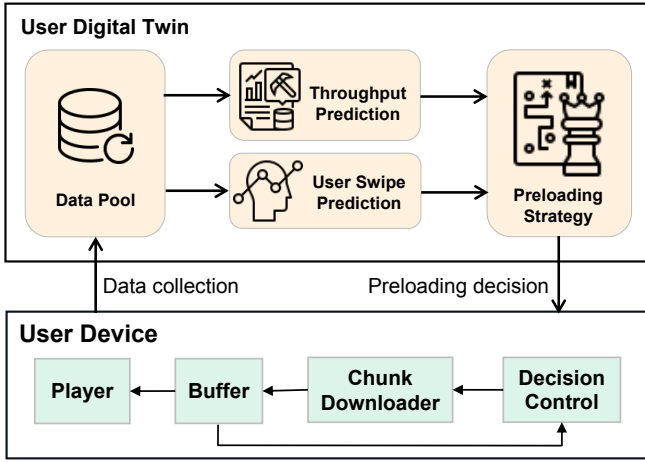 User Digital Twin
Throughput
Prediction
Data Pool
User Swipe
Prediction
Preloading
Strategy
Data collection
Preloading decision
User Device
Player
Buffer
Chunk
Downloader
Decision
Control